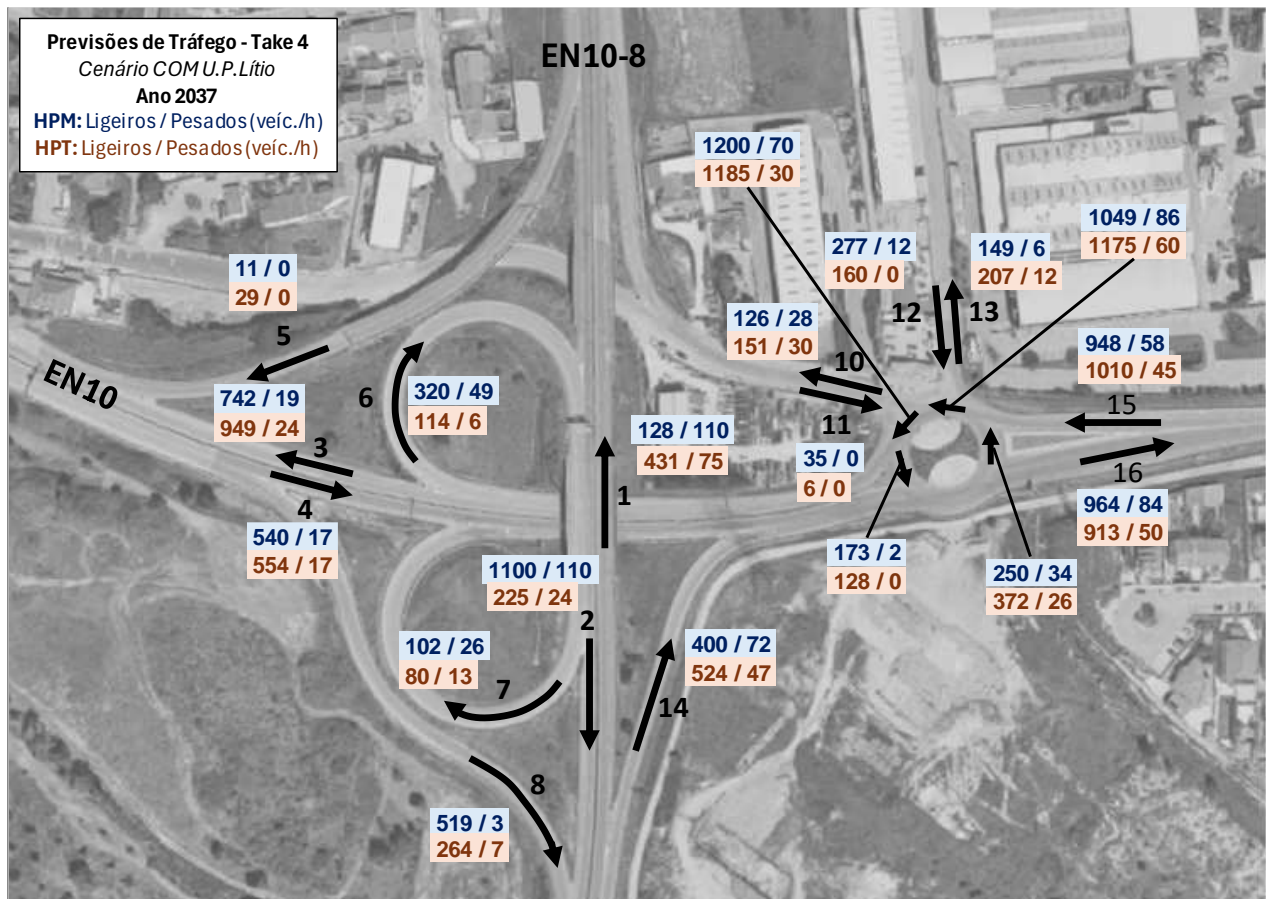 Previsões de Tráfego - Take 4
Cenário COM U.P.Lítio
Ano 2037
HPM: Ligeiros / Pesados (veíc./h)
HPT: Ligeiros / Pesados (veíc./h)
EN10-8
1200 / 70
1185 / 30
1049 / 86
1175 / 60
277 / 12
160 / 0
149 / 6
207 / 12
11 / 0
29 / 0
12
13
5
126 / 28
151 / 30
948 / 58
1010 / 45
10
EN10
742 / 19
949 / 24
6
320 / 49
114 / 6
15
11
128 / 110
431 / 75
3
35 / 0
6 / 0
16
1
4
964 / 84
913 / 50
540 / 17
554 / 17
173 / 2
128 / 0
1100 / 110
225 / 24
250 / 34
372 / 26
2
102 / 26
80 / 13
400 / 72
524 / 47
7
14
8
519 / 3
264 / 7